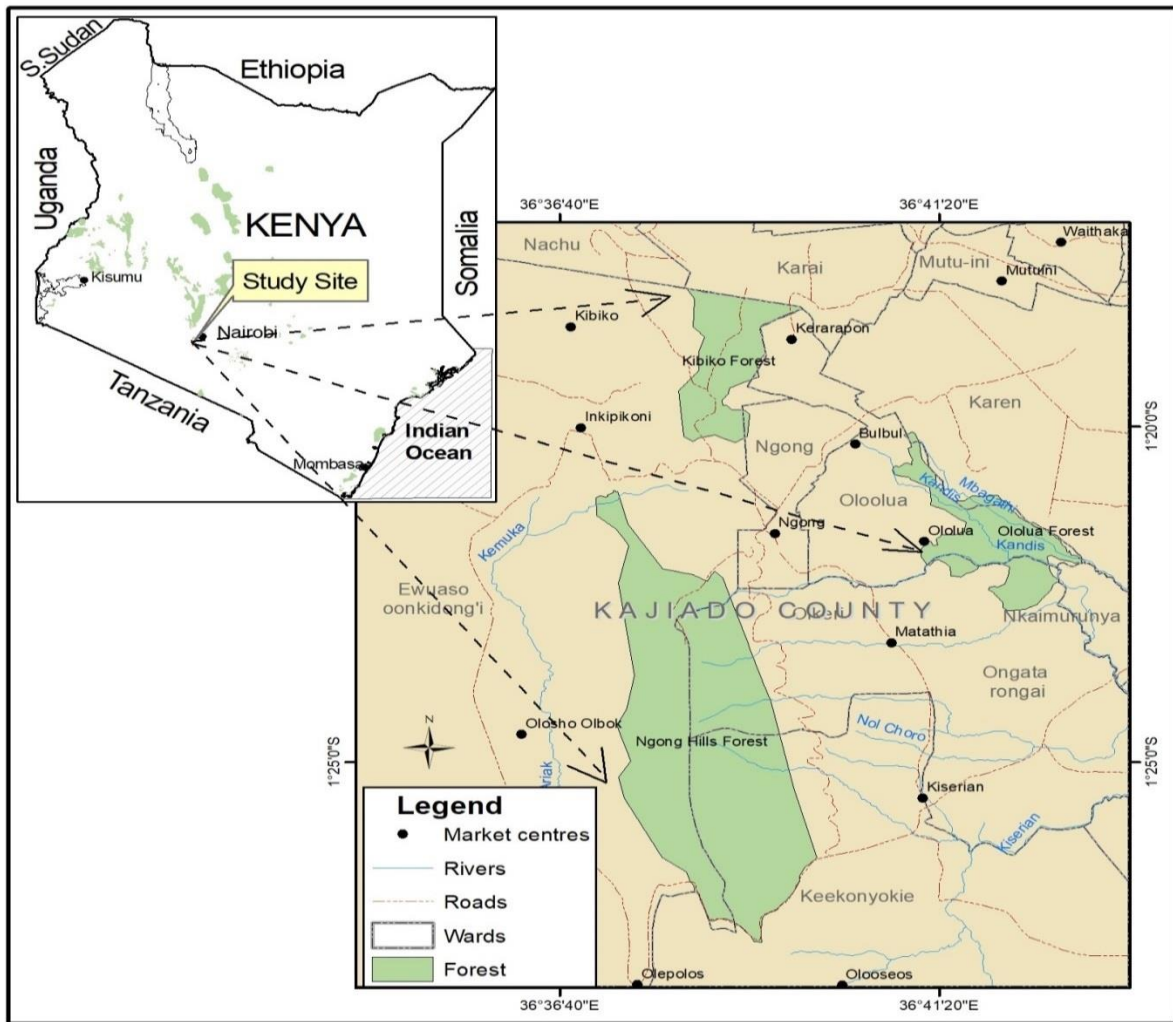 S.Sudan
Ethiopia
Uganda
KENYA
Somalia
Kisumu
Study Site
Nairobi
Tanzania
Indian
Ocean
Mombasa
36°36'40"E
36°41'20"E
Nachu
Karai
Mutu-ini
Waithaka
Mutuini
Kibiko
Kerarapon
Kibiko Forest
Karen
Inkipikoni
Ngong
Bulbul
1°20'0"S
Oloolua
Kandis
Mbagathi
Kemuka
Ngong
Ololua
Ololua Forest
Kandis
Ewuaso
oonkidong'i
KAJIADO COUNTY
Olkeri
Nkaimurunya
Matathia
Ongata
rongai
N
Olosho Olbok
Ngong Hills Forest
Nol Choro
1°25'0"S
1°25'0"S
Ariak
Kiserian
Kiserian
Keekonyokie
Olepolos
Olooseos
Legend
Market centres
Rivers
Roads
Wards
Forest
36°36'40"E
36°41'20"E